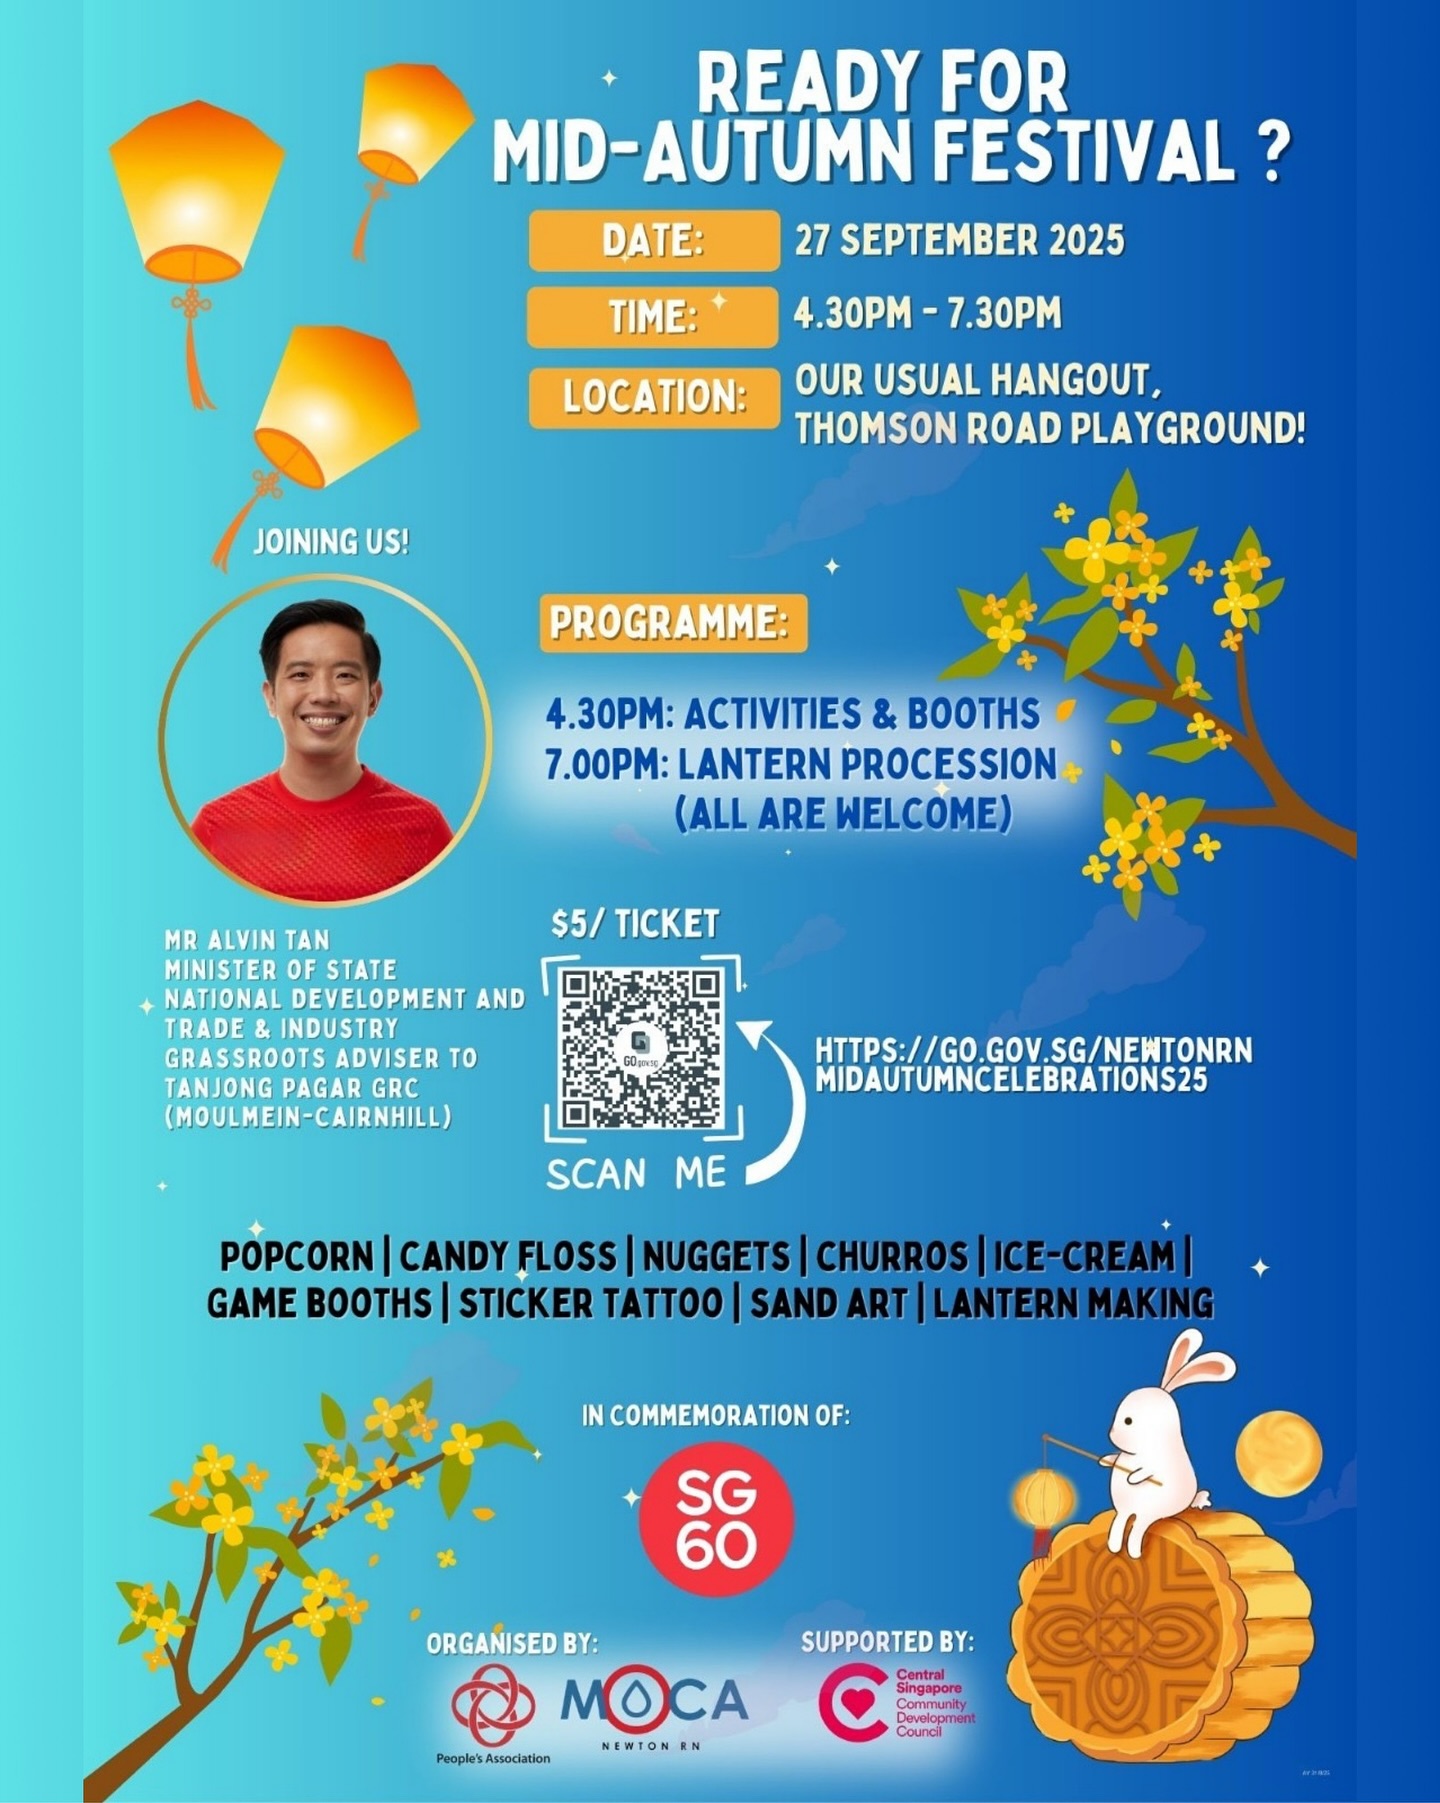 READY FOR
MID-AUTUMN FESTIVAL ?
DATE: 27 SEPTEMBER 2025
TIME: 4.30PM - 7.30PM
LOCATION: OUR USUAL HANGOUT,
THOMSON ROAD PLAYGROUND!
JOINING US!
PROGRAMME:
4.30PM: ACTIVITIES & BOOTHS
7.00PM: LANTERN PROCESSION
(ALL ARE WELCOME)
MR ALVIN TAN
MINISTER OF STATE
NATIONAL DEVELOPMENT AND
TRADE & INDUSTRY
GRASSROOTS ADVISER TO
TANJONG PAGAR GRC
(MOULMEIN-CAIRNHILL)
$5/ TICKET
GO.gov.sg
SCAN ME
HTTPS://GO.GOV.SG/NEWTONRN
MIDAUTUMNCELEBRATIONS25
POPCORN | CANDY FLOSS | NUGGETS | CHURROS | ICE-CREAM |
GAME BOOTHS | STICKER TATTOO | SAND ART | LANTERN MAKING
IN COMMEMORATION OF:
SG
60
ORGANISED BY:
People's Association
MOCA
NEWTON RN
SUPPORTED BY:
Central
Singapore
Community
Development
Council